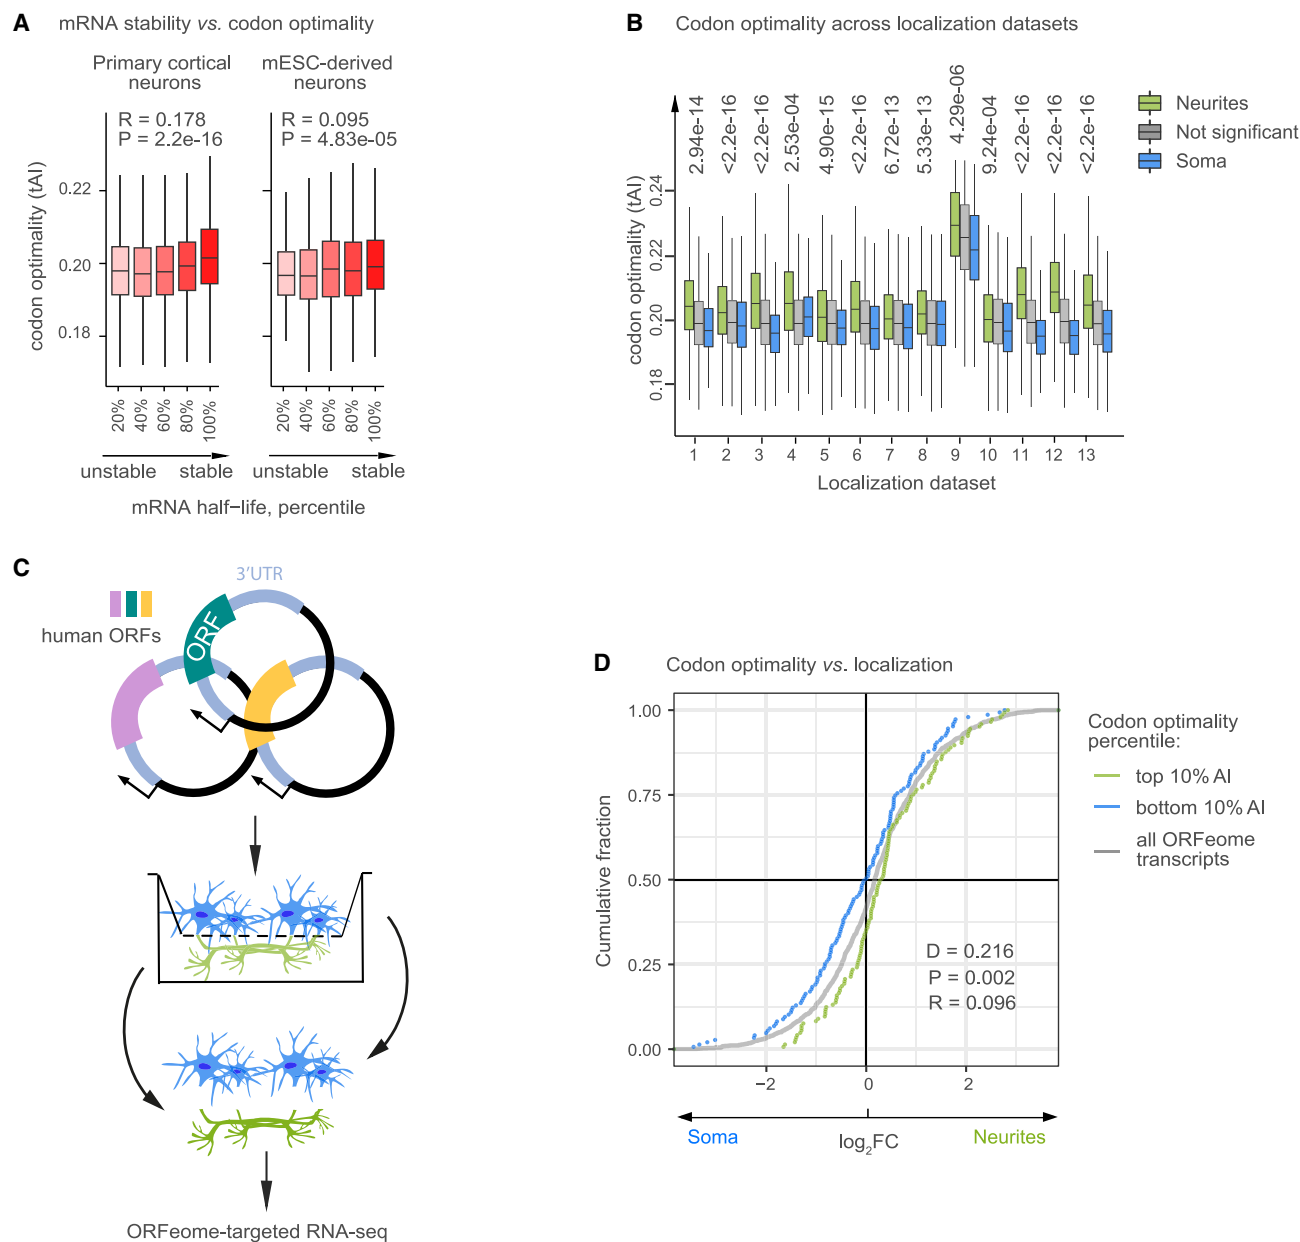 A mRNA stability vs. codon optimality
Primary cortical neurons
mESC-derived neurons
R = 0.178
P = 2.2e-16
R = 0.095
P = 4.83e-05
codon optimality (tAI)
0.22
0.20
0.18
20% 40% 60% 80% 100%
20% 40% 60% 80% 100%
unstable stable
unstable stable
mRNA half-life, percentile
B Codon optimality across localization datasets
2.94e-14 <2.2e-16 <2.2e-16 2.53e-04 4.90e-15 <2.2e-16 6.72e-13 5.33e-13 4.29e-06 9.24e-04 <2.2e-16 <2.2e-16 <2.2e-16
Neurites
Not significant
Soma
codon optimality (tAI)
0.24
0.22
0.20
0.18
1 2 3 4 5 6 7 8 9 10 11 12 13
Localization dataset
C
3'UTR
ORF
human ORFs
ORFeome-targeted RNA-seq
D Codon optimality vs. localization
Cumulative fraction
1.00
0.75
0.50
0.25
0.00
D = 0.216
P = 0.002
R = 0.096
−2 0 2
Soma log2FC Neurites
Codon optimality
percentile:
top 10% AI
bottom 10% AI
all ORFeome
transcripts